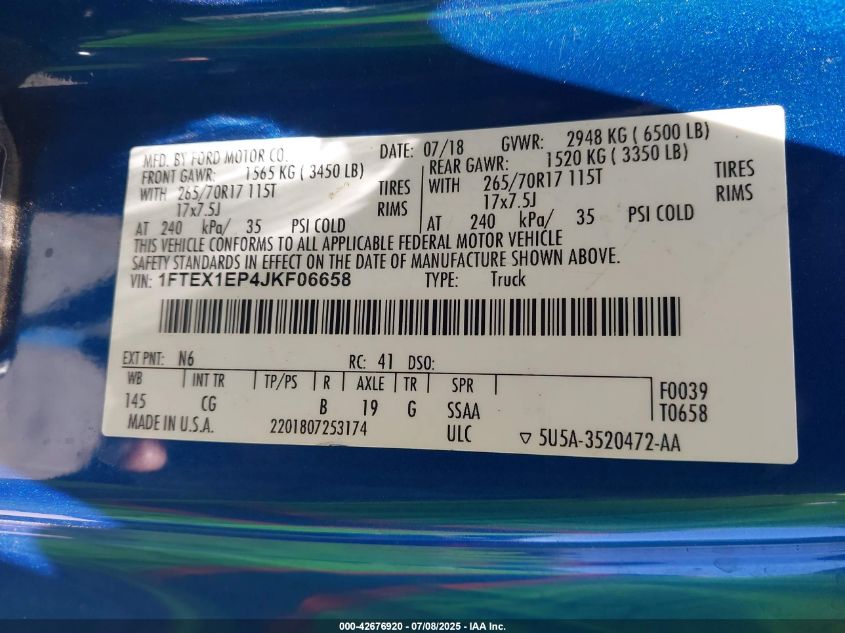 MFD. BY FORD MOTOR CO. DATE: 07/18 GVWR: 2948 KG ( 6500 LB)
FRONT GAWR: 1565 KG ( 3450 LB) REAR GAWR: 1520 KG ( 3350 LB)
WITH 265/70R17 115T TIRES WITH 265/70R17 115T TIRES
17x7.5J RIMS 17x7.5J RIMS
AT 240 kPa/ 35 PSI COLD AT 240 kPa/ 35 PSI COLD
THIS VEHICLE CONFORMS TO ALL APPLICABLE FEDERAL MOTOR VEHICLE
SAFETY STANDARDS IN EFFECT ON THE DATE OF MANUFACTURE SHOWN ABOVE.
VIN: 1FTEX1EP4JKF06658 TYPE: Truck
EXT PNT: N6 RC: 41 DSO:
WB INT TR TP/PS R AXLE TR SPR F0039
145 CG B 19 G SSAA T0658
MADE IN U.S.A. 2201807253174 ULC ▽ 5U5A-3520472-AA
000-42676920 - 07/08/2025 - IAA Inc.